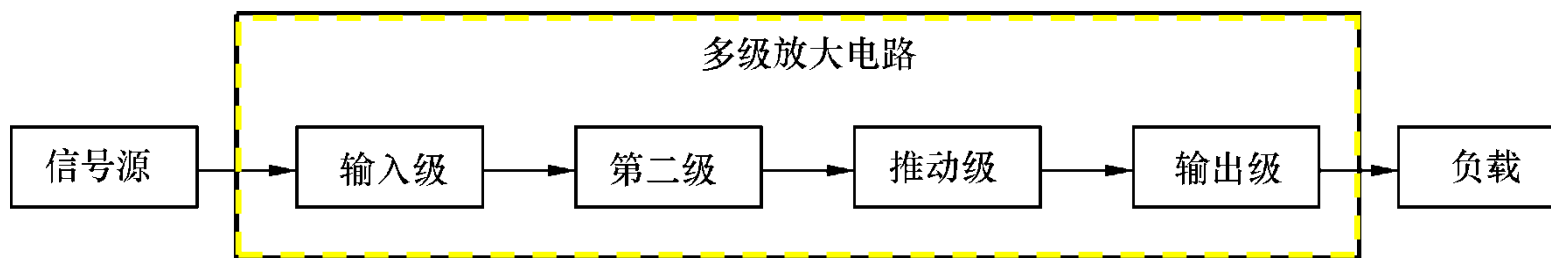 多级放大电路
信号源
输入级
第二级
推动级
输出级
负载